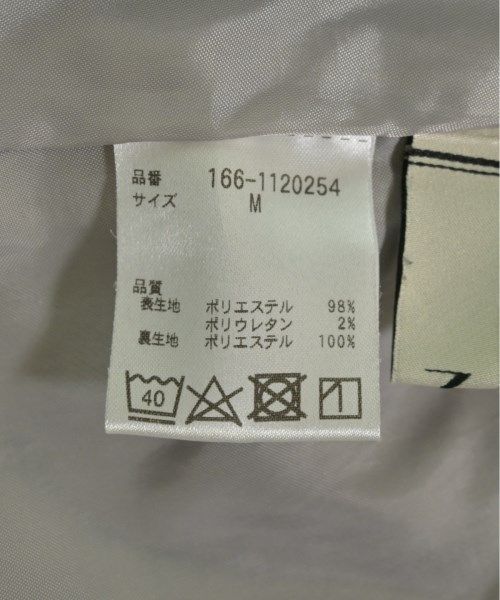 品番 166-1120254
サイズ M
品質
表生地 ポリエステル 98%
ポリウレタン 2%
裏生地 ポリエステル 100%
40